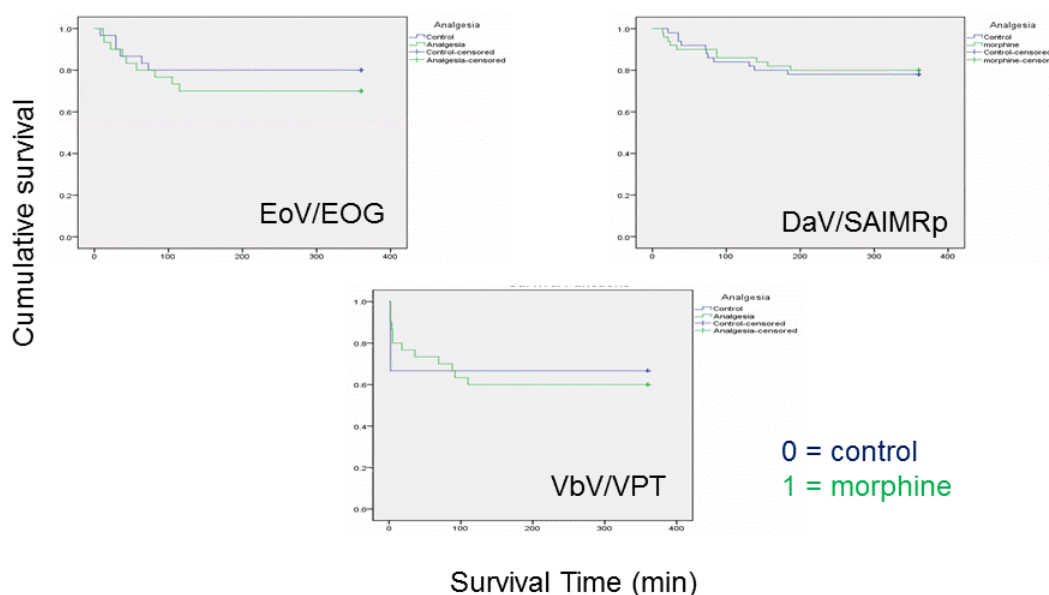 Cumulative survival
1.0
0.8
0.6
0.4
0.2
0.0
0
100
200
300
400
EoV/EOG
Analgesia
Control
Analgesia
Control-censored
Analgesia-censored
1.0
0.8
0.6
0.4
0.2
0.0
0
100
200
300
400
DaV/SAIMRp
Analgesia
Control
morphine
Control-censored
morphine-censor
1.0
0.8
0.6
0.4
0.2
0.0
0
100
200
300
400
VbV/VPT
Analgesia
Control
Analgesia
Control-censored
Analgesia-censored
0 = control
1 = morphine
Survival Time (min)